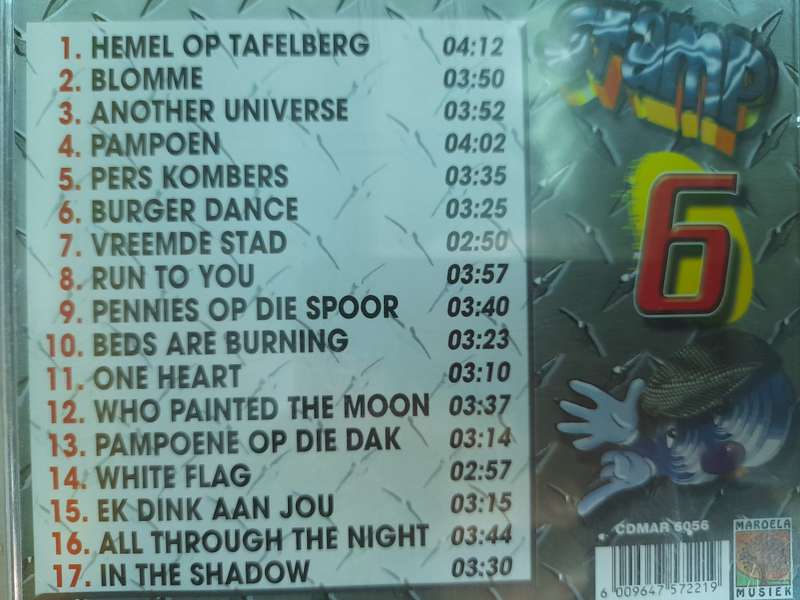 1. HEMEL OP TAFELBERG 04:12
2. BLOMME 03:50
3. ANOTHER UNIVERSE 03:52
4. PAMPOEN 04:02
5. PERS KOMBERS 03:35
6. BURGER DANCE 03:25
7. VREEMDE STAD 02:50
8. RUN TO YOU 03:57
9. PENNIES OP DIE SPOOR 03:40
10. BEDS ARE BURNING 03:23
11. ONE HEART 03:10
12. WHO PAINTED THE MOON 03:37
13. PAMPOENE OP DIE DAK 03:14
14. WHITE FLAG 02:57
15. EK DINK AAN JOU 03:15
16. ALL THROUGH THE NIGHT 03:44
17. IN THE SHADOW 03:30
STAMP
6
CDMAR 6056
6 009647 572219
MAROELA
MUSIEK